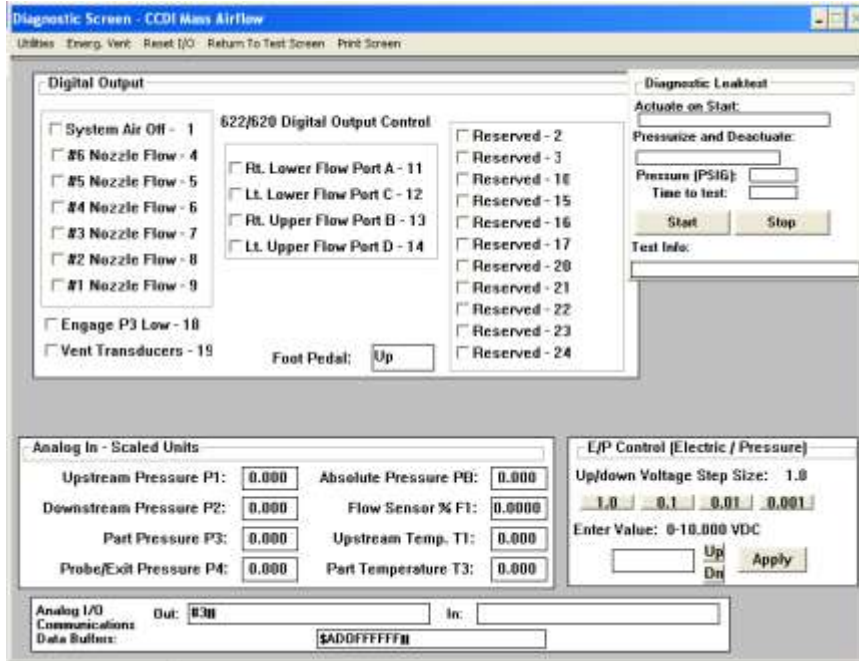 Diagnostic Screen - CCDI Mass Airflow
Utilities Emerg. Vent Reset I/O Return To Test Screen Print Screen
Digital Output
System Air Off - 1
#6 Nozzle Flow - 4
#5 Nozzle Flow - 5
#4 Nozzle Flow - 6
#3 Nozzle Flow - 7
#2 Nozzle Flow - 8
#1 Nozzle Flow - 9
Engage P3 Low - 18
Vent Transducers - 19
622/620 Digital Output Control
Rt. Lower Flow Port A - 11
Lt. Lower Flow Port C - 12
Rt. Upper Flow Port B - 13
Lt. Upper Flow Port D - 14
Foot Pedal: Up
Reserved - 2
Reserved - 3
Reserved - 10
Reserved - 15
Reserved - 16
Reserved - 17
Reserved - 20
Reserved - 21
Reserved - 22
Reserved - 23
Reserved - 24
Diagnostic Leaktest
Actuate on Start:
Pressurize and Deactuate:
Pressure (PSIG):
Time to test:
Start Stop
Test Info:
Analog In - Scaled Units
Upstream Pressure P1: 0.000
Downstream Pressure P2: 0.000
Part Pressure P3: 0.000
Probe/Exit Pressure P4: 0.000
Absolute Pressure PB: 0.000
Flow Sensor % F1: 0.0000
Upstream Temp. T1: 0.000
Part Temperature T3: 0.000
E/P Control (Electric / Pressure)
Up/down Voltage Step Size: 1.0
1.0 0.1 0.01 0.001
Enter Value: 0-10.000 VDC
Up
Dn
Apply
Analog I/O
Communications
Data Buffers:
Out: #3
In:
$AD0FFFFFF